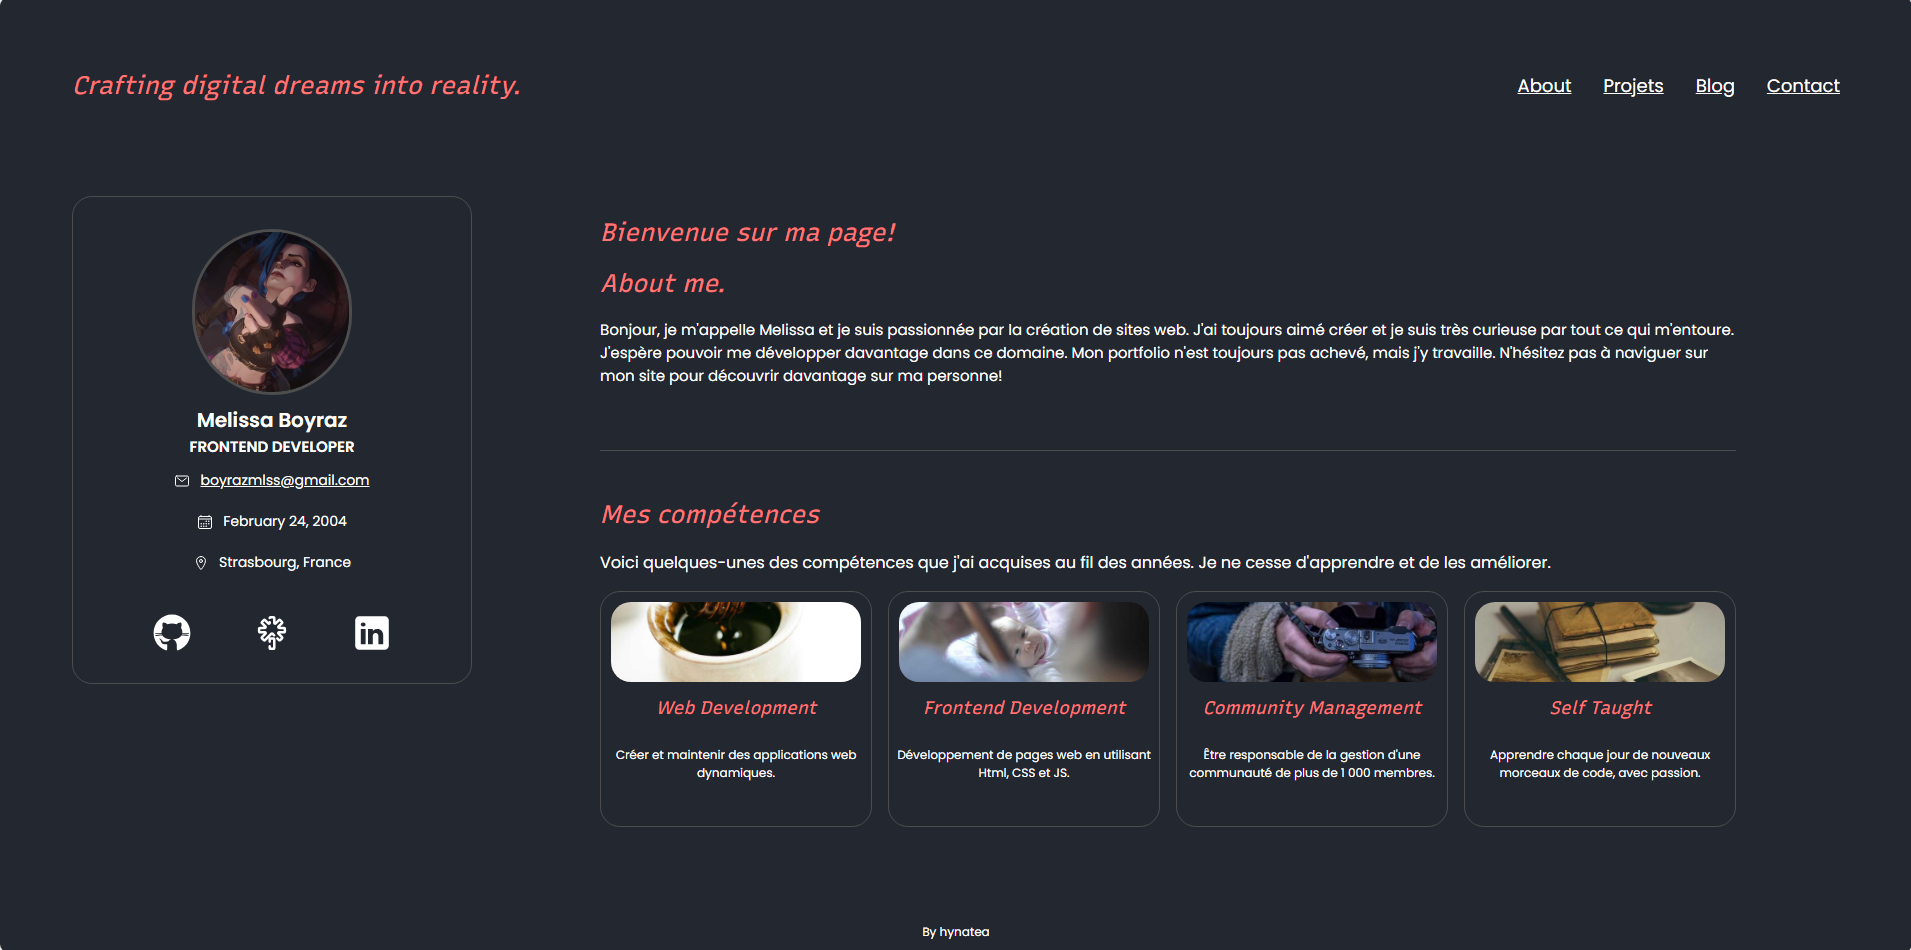 Crafting digital dreams into reality.
About Projets Blog Contact
Melissa Boyraz
FRONTEND DEVELOPER
boyrazmlss@gmail.com
February 24, 2004
Strasbourg, France
Bienvenue sur ma page!
About me.
Bonjour, je m'appelle Melissa et je suis passionnée par la création de sites web. J'ai toujours aimé créer et je suis très curieuse par tout ce qui m'entoure.
J'espère pouvoir me développer davantage dans ce domaine. Mon portfolio n'est toujours pas achevé, mais j'y travaille. N'hésitez pas à naviguer sur
mon site pour découvrir davantage sur ma personne!
Mes compétences
Voici quelques-unes des compétences que j'ai acquises au fil des années. Je ne cesse d'apprendre et de les améliorer.
Web Development
Créer et maintenir des applications web
dynamiques.
Frontend Development
Développement de pages web en utilisant
Html, CSS et JS.
Community Management
Être responsable de la gestion d'une
communauté de plus de 1 000 membres.
Self Taught
Apprendre chaque jour de nouveaux
morceaux de code, avec passion.
By hynatea